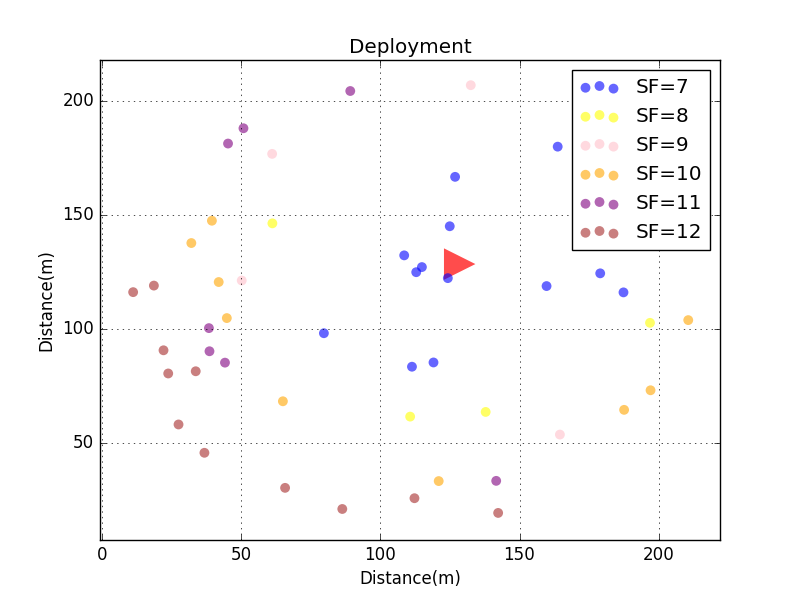 Deployment
SF=7
SF=8
SF=9
SF=10
SF=11
SF=12
200
150
100
50
0 50 100 150 200
Distance(m)
Distance(m)